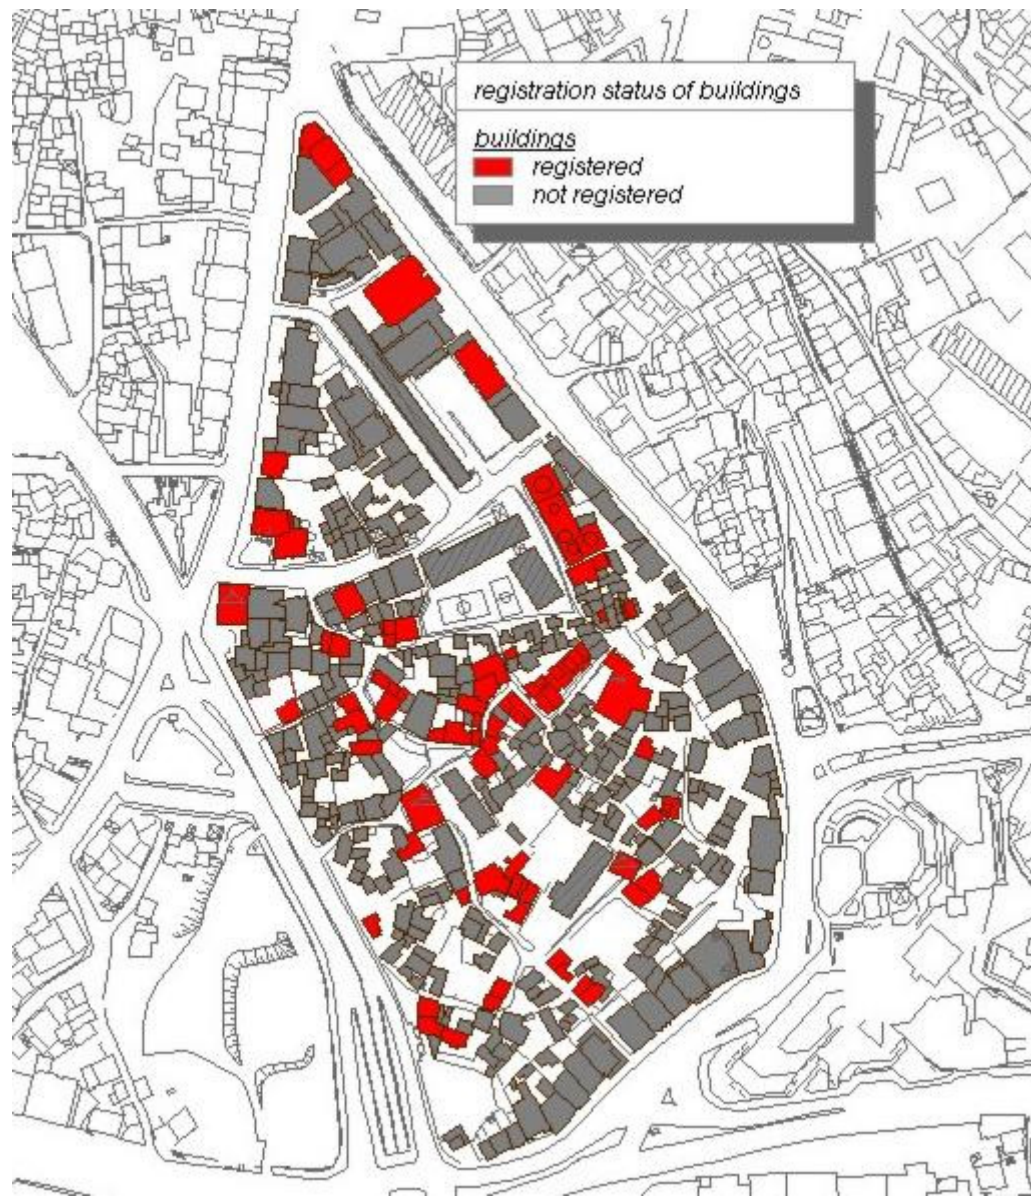 registration status of buildings
buildings
registered
not registered